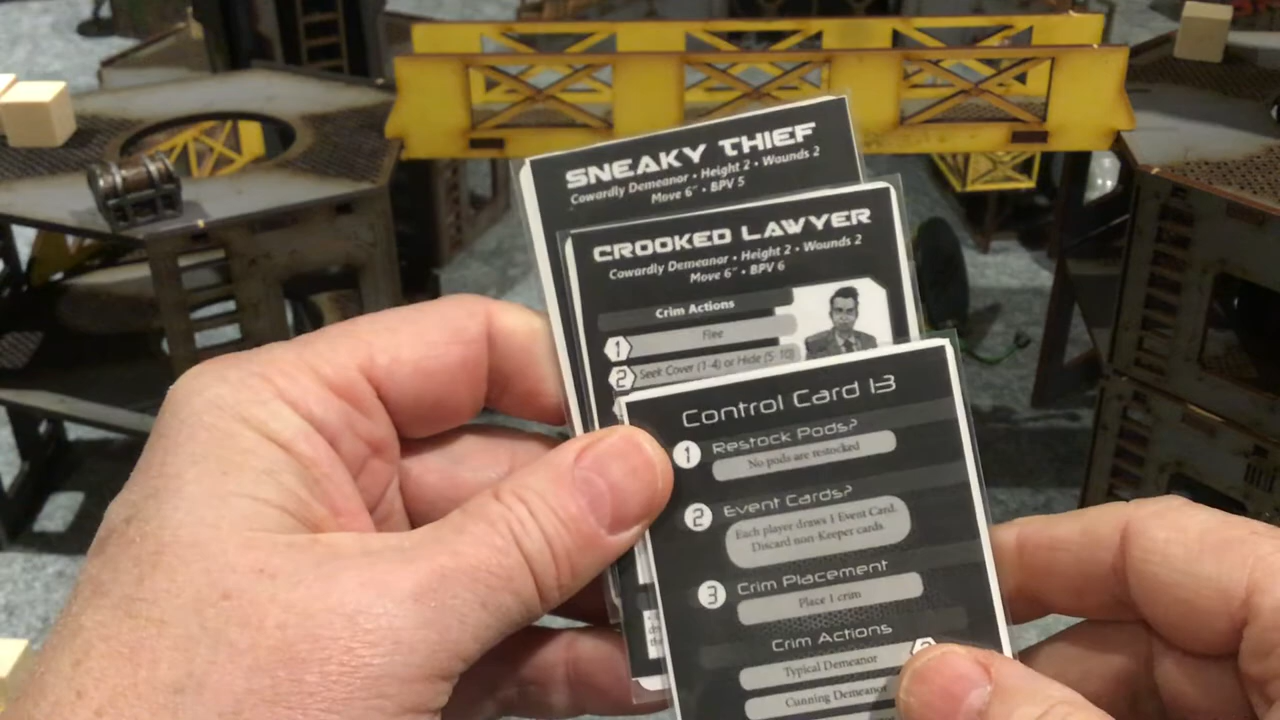 SNEAKY THIEF
Cowardly Demeanor • Height 2 • Wounds 2
Move 6" • BPV 5
CROOKED LAWYER
Cowardly Demeanor • Height 2 • Wounds 2
Move 6" • BPV 6
Crim Actions
1 Flee
2 Seek Cover (1-4) or Hide (5-10)
Control Card 13
1 Restock Pods?
No pods are restocked
2 Event Cards?
Each player draws 1 Event Card.
Discard non-Keeper cards.
3 Crim Placement
Place 1 crim
Crim Actions
Typical Demeanor
Cunning Demeanor